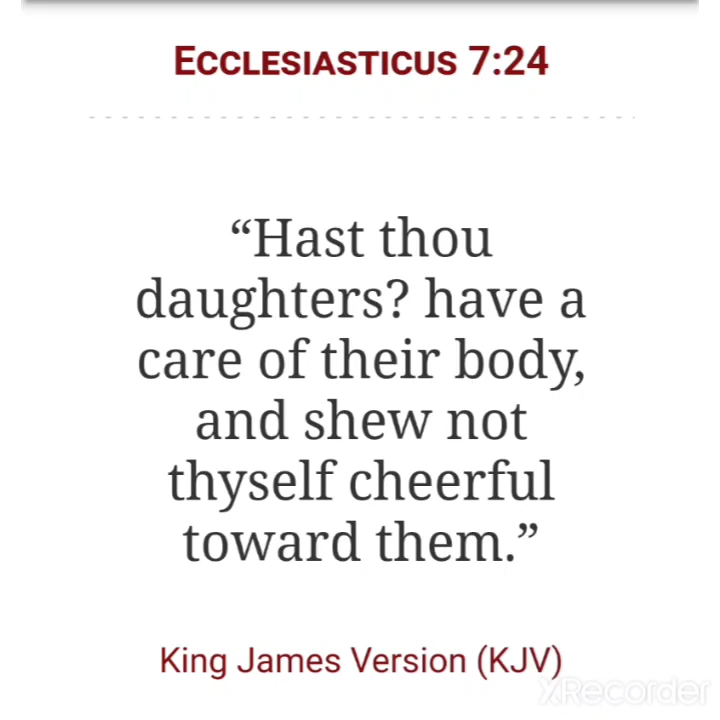 ECCLESIASTICUS 7:24
“Hast thou
daughters? have a
care of their body,
and shew not
thyself cheerful
toward them.”
King James Version (KJV)
XRecorder